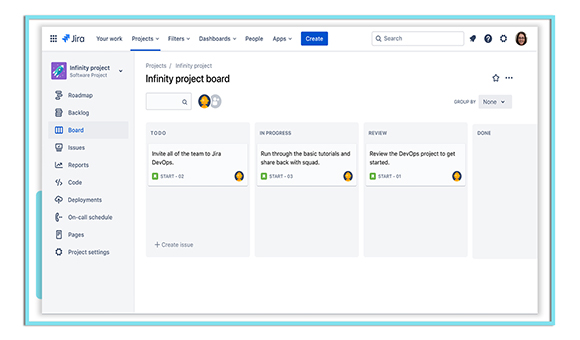 Jira Your work Projects Filters Dashboards People Apps Create Search
Infinity project
Software Project
Roadmap
Backlog
Board
Issues
Reports
Code
Deployments
On-call schedule
Pages
Project settings
Projects / Infinity project
Infinity project board
GROUP BY None
TODO
Invite all of the team to Jira
DevOps.
START - 02
+ Create issue
IN PROGRESS
Run through the basic tutorials and
share back with squad.
START - 03
REVIEW
Review the DevOps project to get
started.
START - 01
DONE